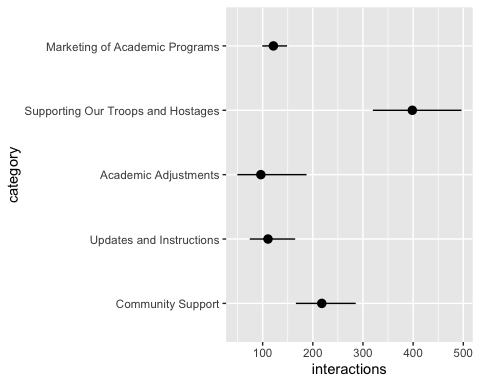 Marketing of Academic Programs
Supporting Our Troops and Hostages
Academic Adjustments
Updates and Instructions
Community Support
category
100 200 300 400 500
interactions